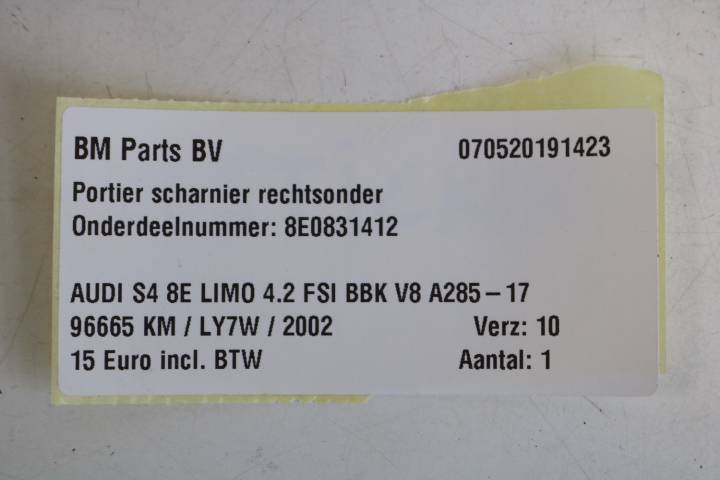 BM Parts BV 070520191423
Portier scharnier rechtsonder
Onderdeelnummer: 8E0831412
AUDI S4 8E LIMO 4.2 FSI BBK V8 A285-17
96665 KM / LY7W / 2002 Verz: 10
15 Euro incl. BTW Aantal: 1